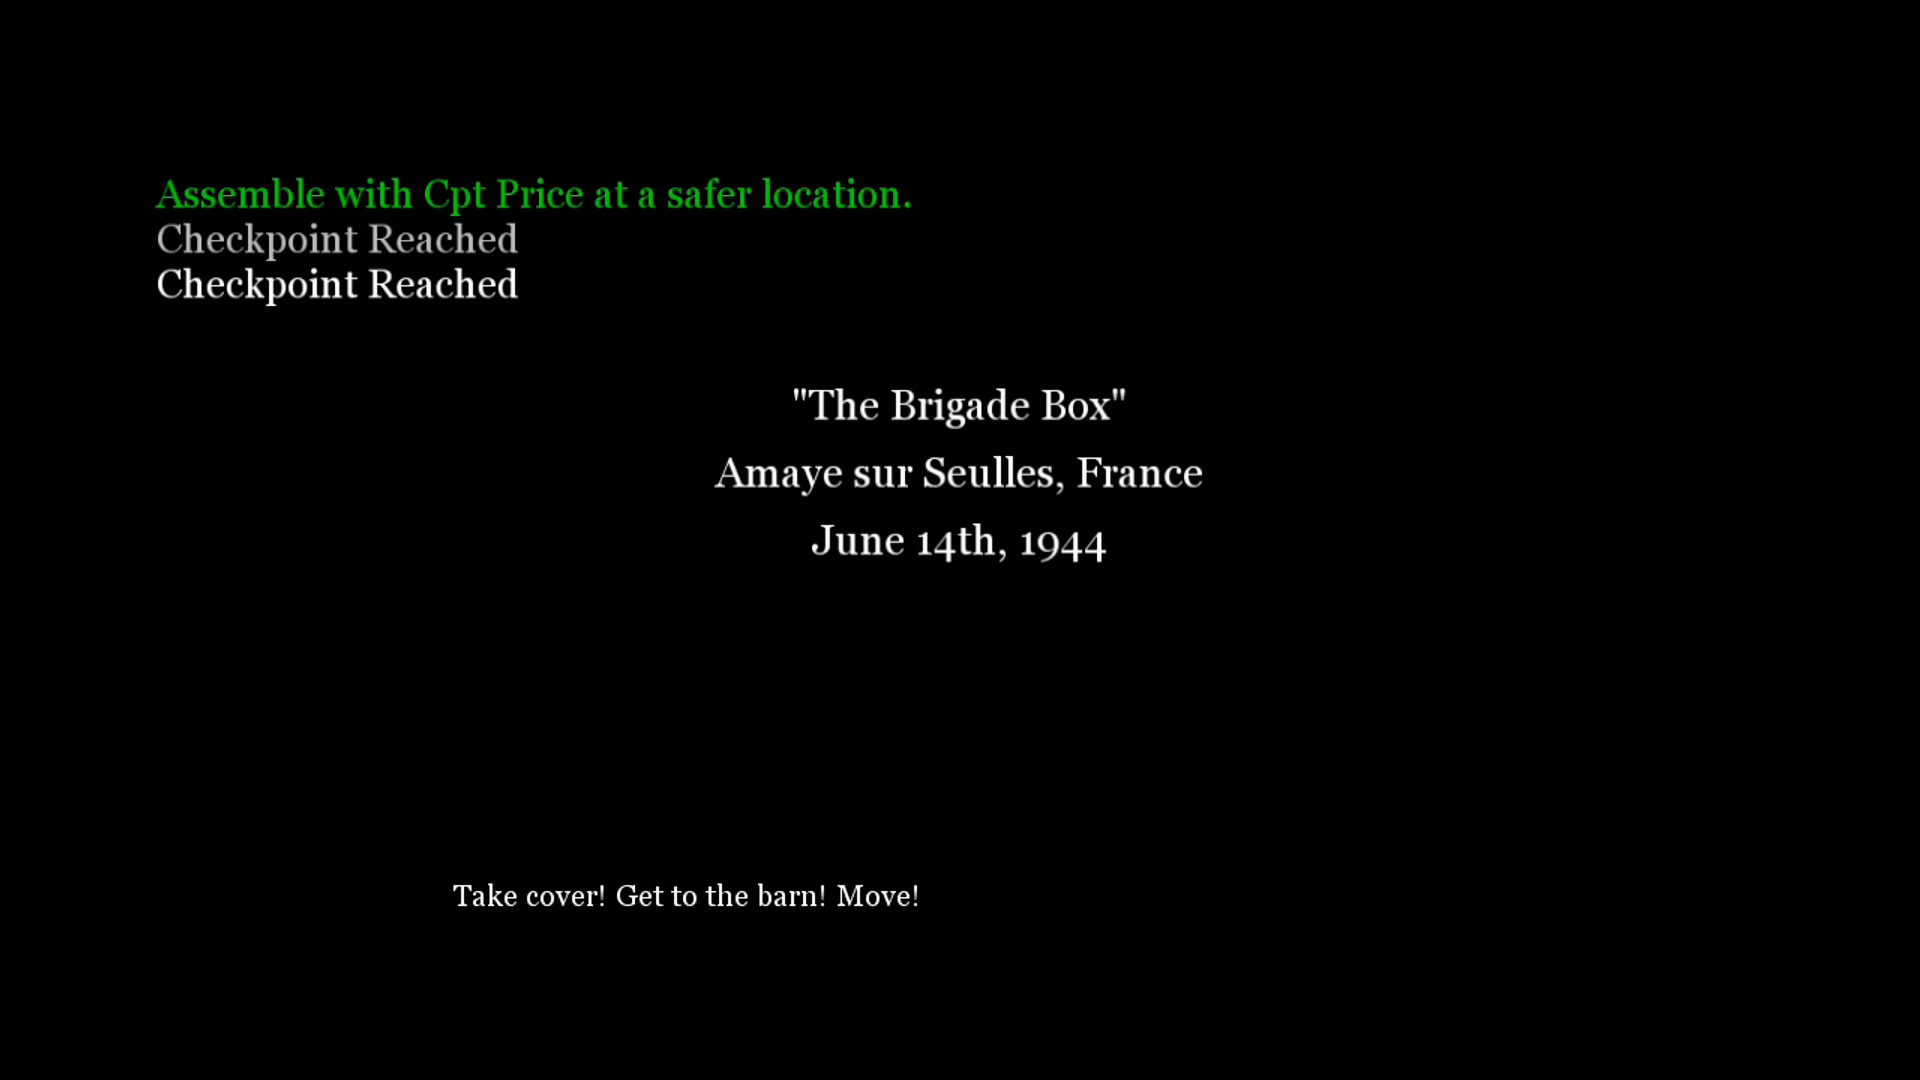 Assemble with Cpt Price at a safer location.
Checkpoint Reached
Checkpoint Reached
"The Brigade Box"
Amaye sur Seulles, France
June 14th, 1944
Take cover! Get to the barn! Move!